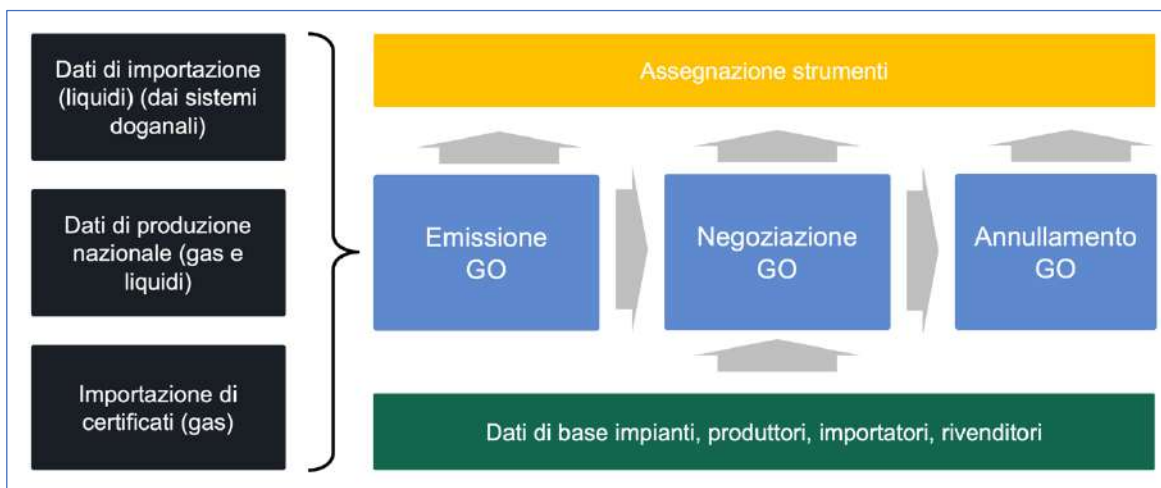 Dati di importazione
(liquidi) (dai sistemi
doganali)
Dati di produzione
nazionale (gas e
liquidi)
Importazione di
certificati (gas)
Assegnazione strumenti
Emissione
GO
Negoziazione
GO
Annullamento
GO
Dati di base impianti, produttori, importatori, rivenditori